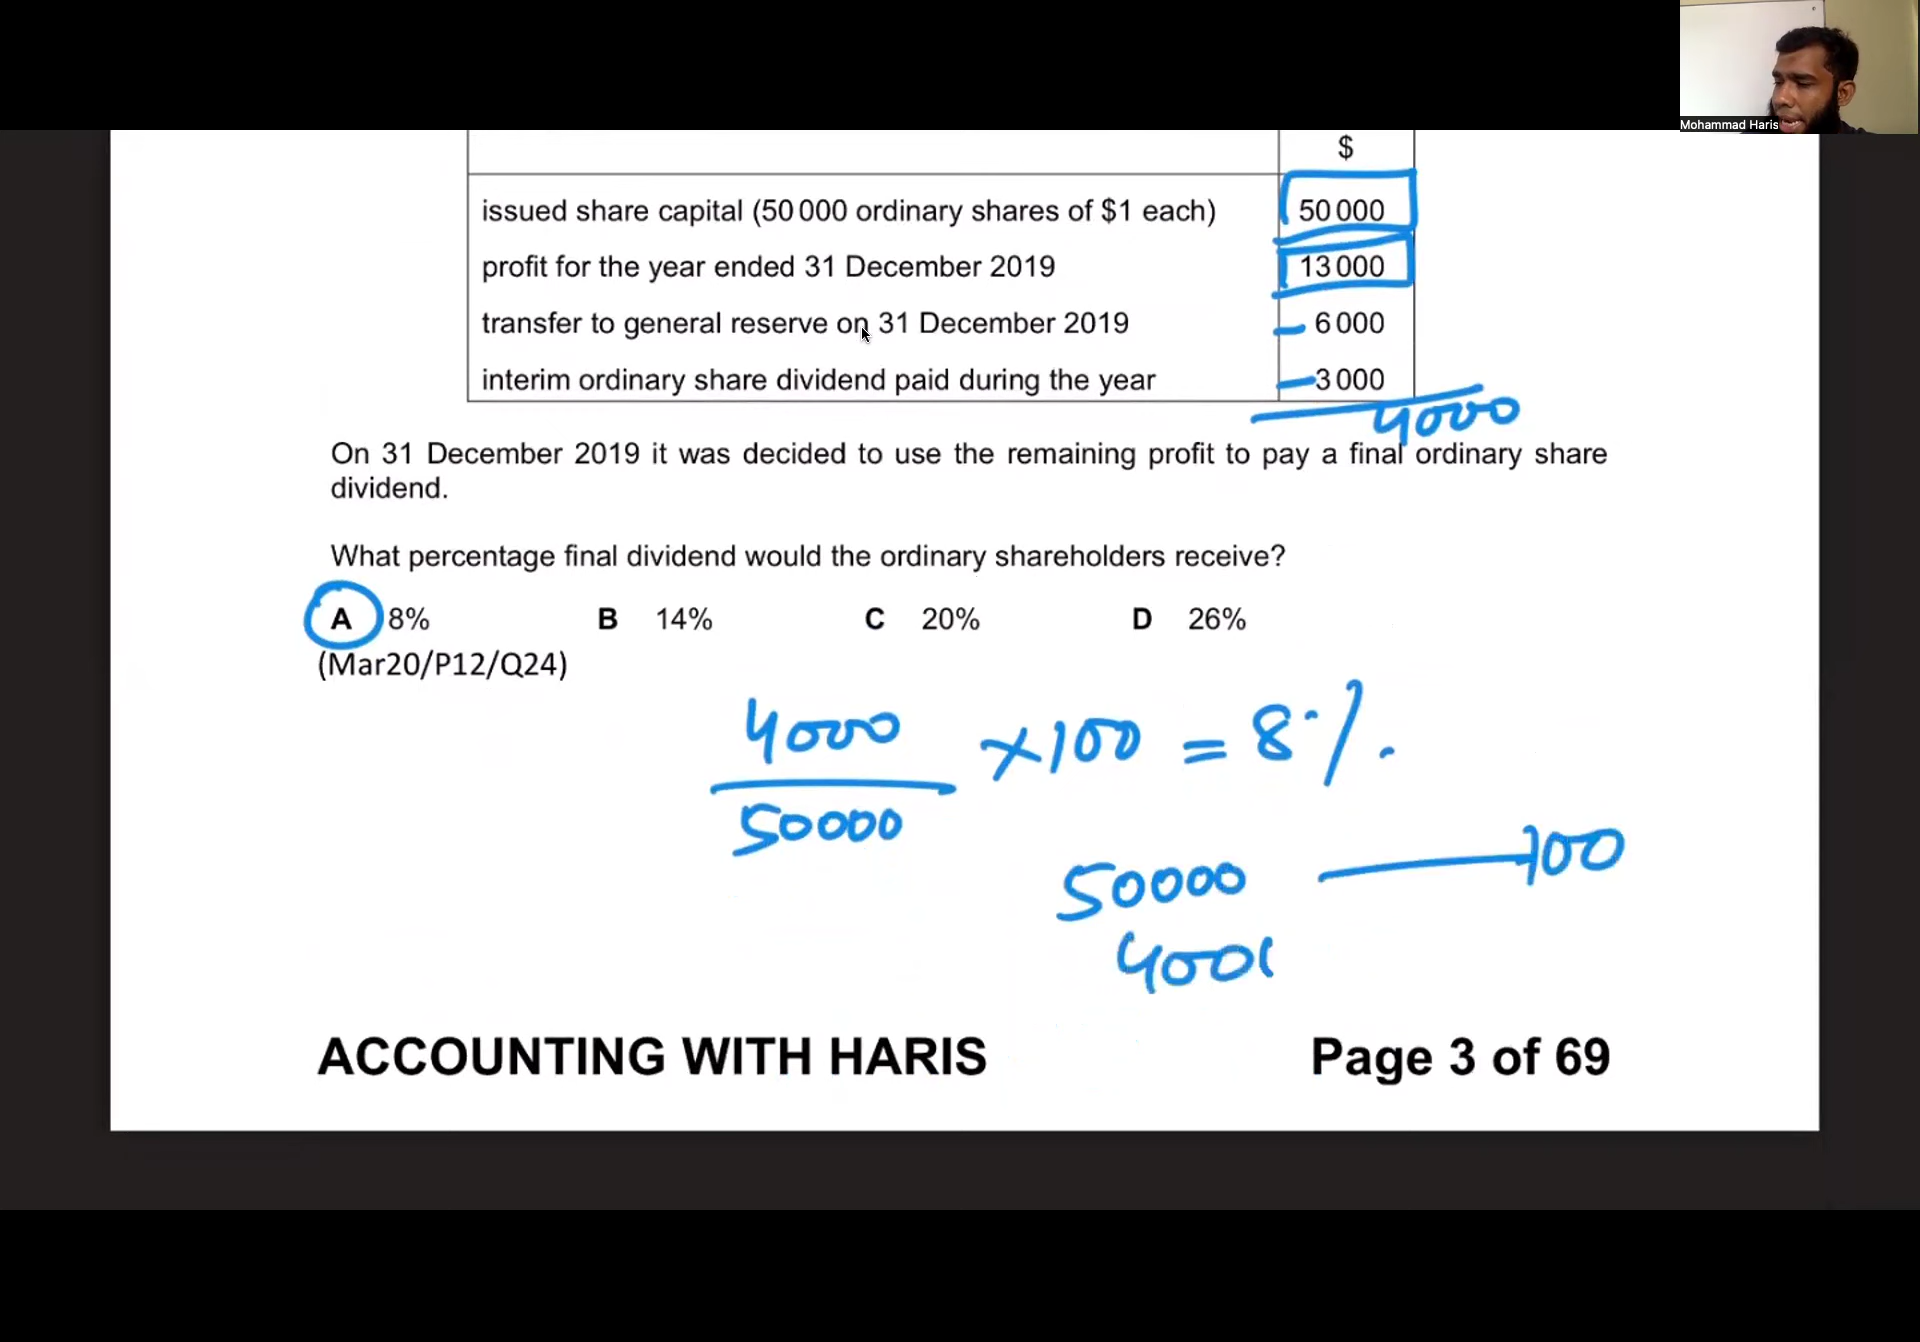 Mohammad Haris
$
issued share capital (50 000 ordinary shares of $1 each) 50 000
profit for the year ended 31 December 2019 13 000
transfer to general reserve on 31 December 2019 – 6 000
interim ordinary share dividend paid during the year – 3 000
4000
On 31 December 2019 it was decided to use the remaining profit to pay a final ordinary share
dividend.
What percentage final dividend would the ordinary shareholders receive?
A 8% B 14% C 20% D 26%
(Mar20/P12/Q24)
4000
× 100 = 8%.
50000
50000 — 100
400(
ACCOUNTING WITH HARIS Page 3 of 69